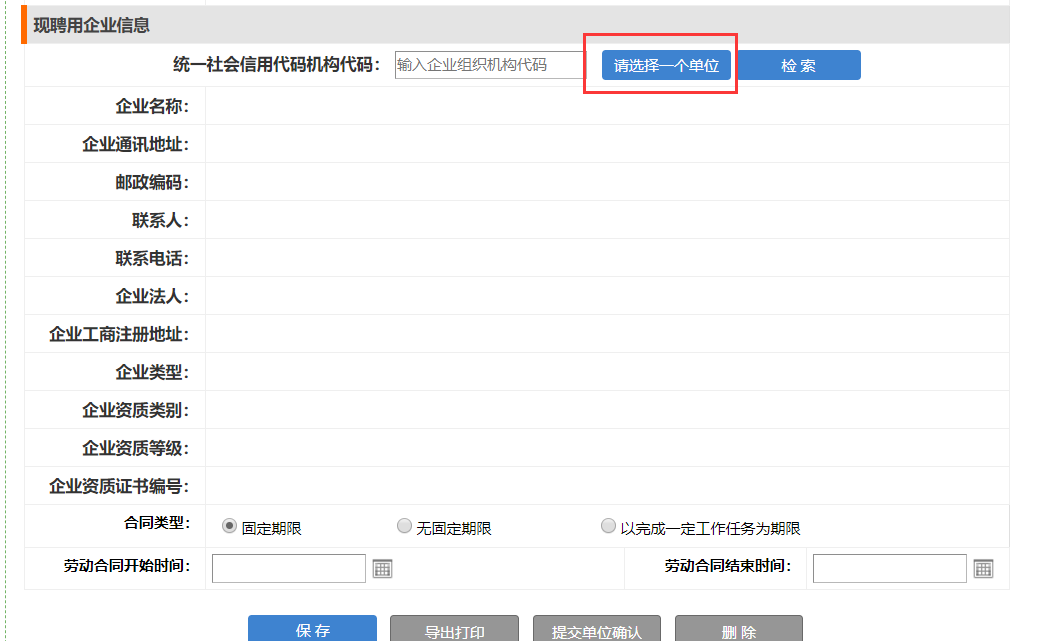 现聘用企业信息
统一社会信用代码机构代码： 输入企业组织机构代码 请选择一个单位 检 索
企业名称：
企业通讯地址：
邮政编码：
联系人：
联系电话：
企业法人：
企业工商注册地址：
企业类型：
企业资质类别：
企业资质等级：
企业资质证书编号：
合同类型： 固定期限 无固定期限 以完成一定工作任务为期限
劳动合同开始时间： 劳动合同结束时间：
保 存 导出打印 提交单位确认 删 除